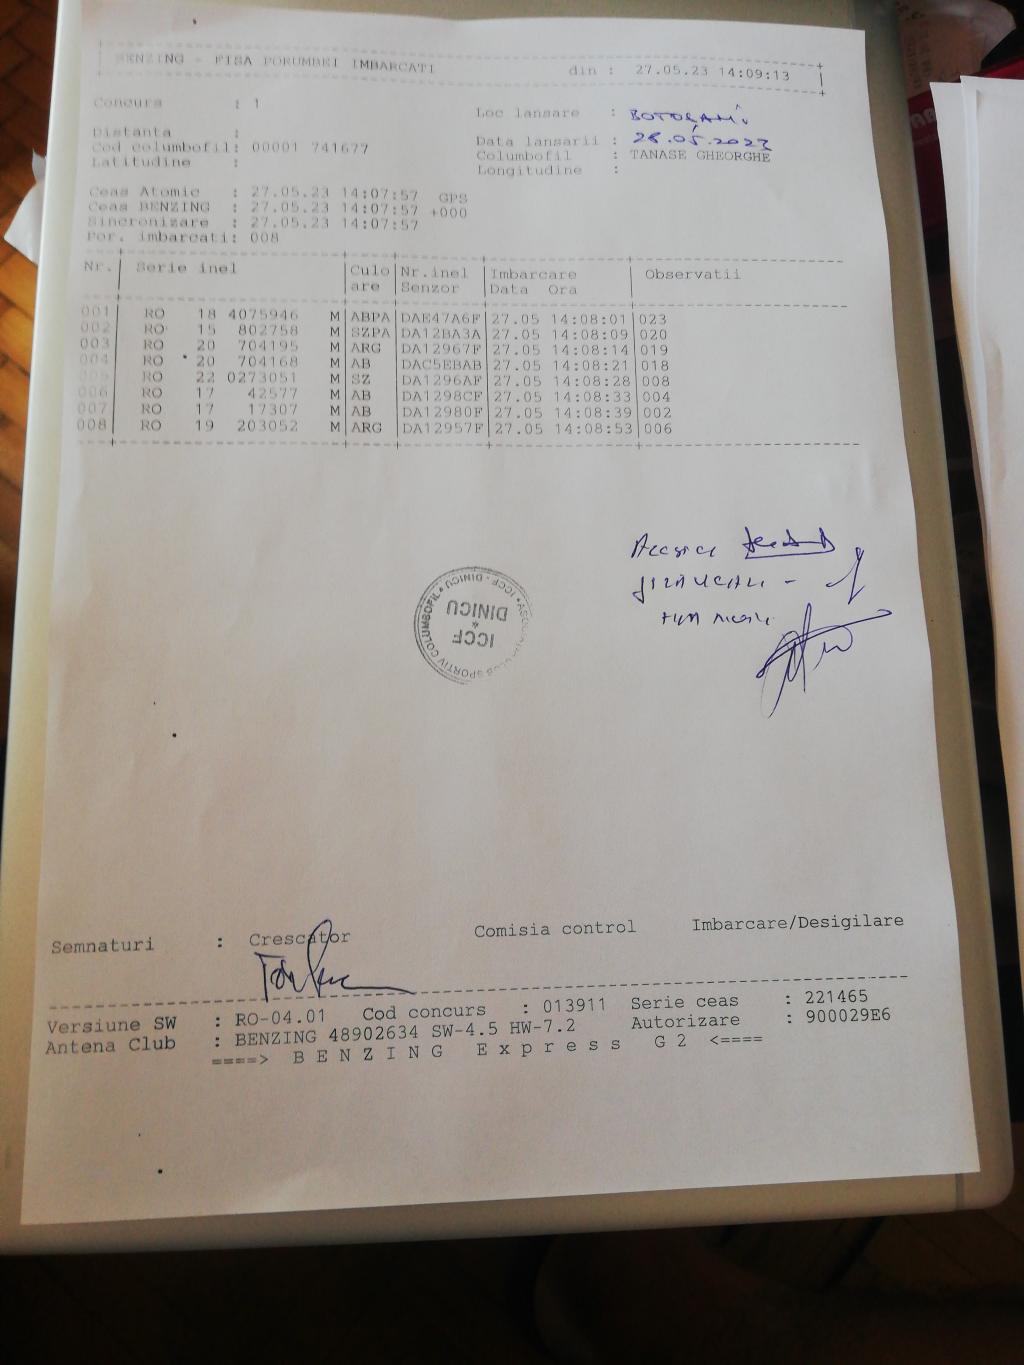 BENZING - FISA PORUMBEI IMBARCATI din : 27.05.23 14:09:13
Concurs : 1
Loc lansare : BOTOȘANI
Distanta :
Data lansarii : 28.05.2023
Cod columbofil: 00001 741677
Columbofil : TANASE GHEORGHE
Latitudine :
Longitudine :
Ceas Atomic : 27.05.23 14:07:57 GPS
Ceas BENZING : 27.05.23 14:07:57 +000
Sincronizare : 27.05.23 14:07:57
Por. imbarcati: 008
Nr. Serie inel Culo Nr.inel Imbarcare Observatii
are Senzor Data Ora
001 RO 18 4075946 M ABPA DAE47A6F 27.05 14:08:01 023
002 RO 15 802758 M SZPA DA12BA3A 27.05 14:08:09 020
003 RO 20 704195 M ARG DA12967F 27.05 14:08:14 019
004 RO 20 704168 M AB DAC5EBAB 27.05 14:08:21 018
005 RO 22 0273051 M SZ DA1296AF 27.05 14:08:28 008
006 RO 17 42577 M AB DA1298CF 27.05 14:08:33 004
007 RO 17 17307 M AB DA12980F 27.05 14:08:39 002
008 RO 19 203052 M ARG DA12957F 27.05 14:08:53 006
SPORTIV COLUMBOFIL * ICCF - DINICU *
ICCF
*
DINICU
Semnaturi : Crescator Comisia control Imbarcare/Desigilare
Versiune SW : RO-04.01 Cod concurs : 013911 Serie ceas : 221465
Antena Club : BENZING 48902634 SW-4.5 HW-7.2 Autorizare : 900029E6
====> B E N Z I N G E x p r e s s G 2 <====